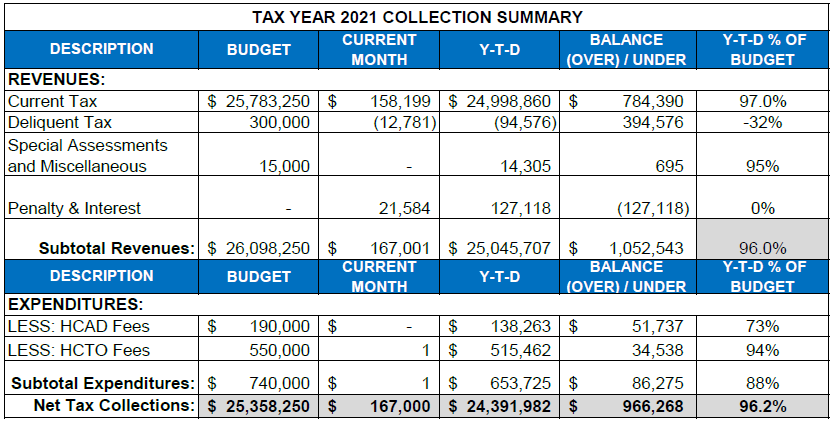 TAX YEAR 2021 COLLECTION SUMMARY
DESCRIPTION BUDGET CURRENT MONTH Y-T-D BALANCE (OVER) / UNDER Y-T-D % OF BUDGET
REVENUES:
Current Tax $ 25,783,250 $ 158,199 $ 24,998,860 $ 784,390 97.0%
Deliquent Tax 300,000 (12,781) (94,576) 394,576 -32%
Special Assessments
and Miscellaneous 15,000 - 14,305 695 95%
Penalty & Interest - 21,584 127,118 (127,118) 0%
Subtotal Revenues: $ 26,098,250 $ 167,001 $ 25,045,707 $ 1,052,543 96.0%
DESCRIPTION BUDGET CURRENT MONTH Y-T-D BALANCE (OVER) / UNDER Y-T-D % OF BUDGET
EXPENDITURES:
LESS: HCAD Fees $ 190,000 $ - $ 138,263 $ 51,737 73%
LESS: HCTO Fees 550,000 1 $ 515,462 34,538 94%
Subtotal Expenditures: $ 740,000 $ 1 $ 653,725 $ 86,275 88%
Net Tax Collections: $ 25,358,250 $ 167,000 $ 24,391,982 $ 966,268 96.2%